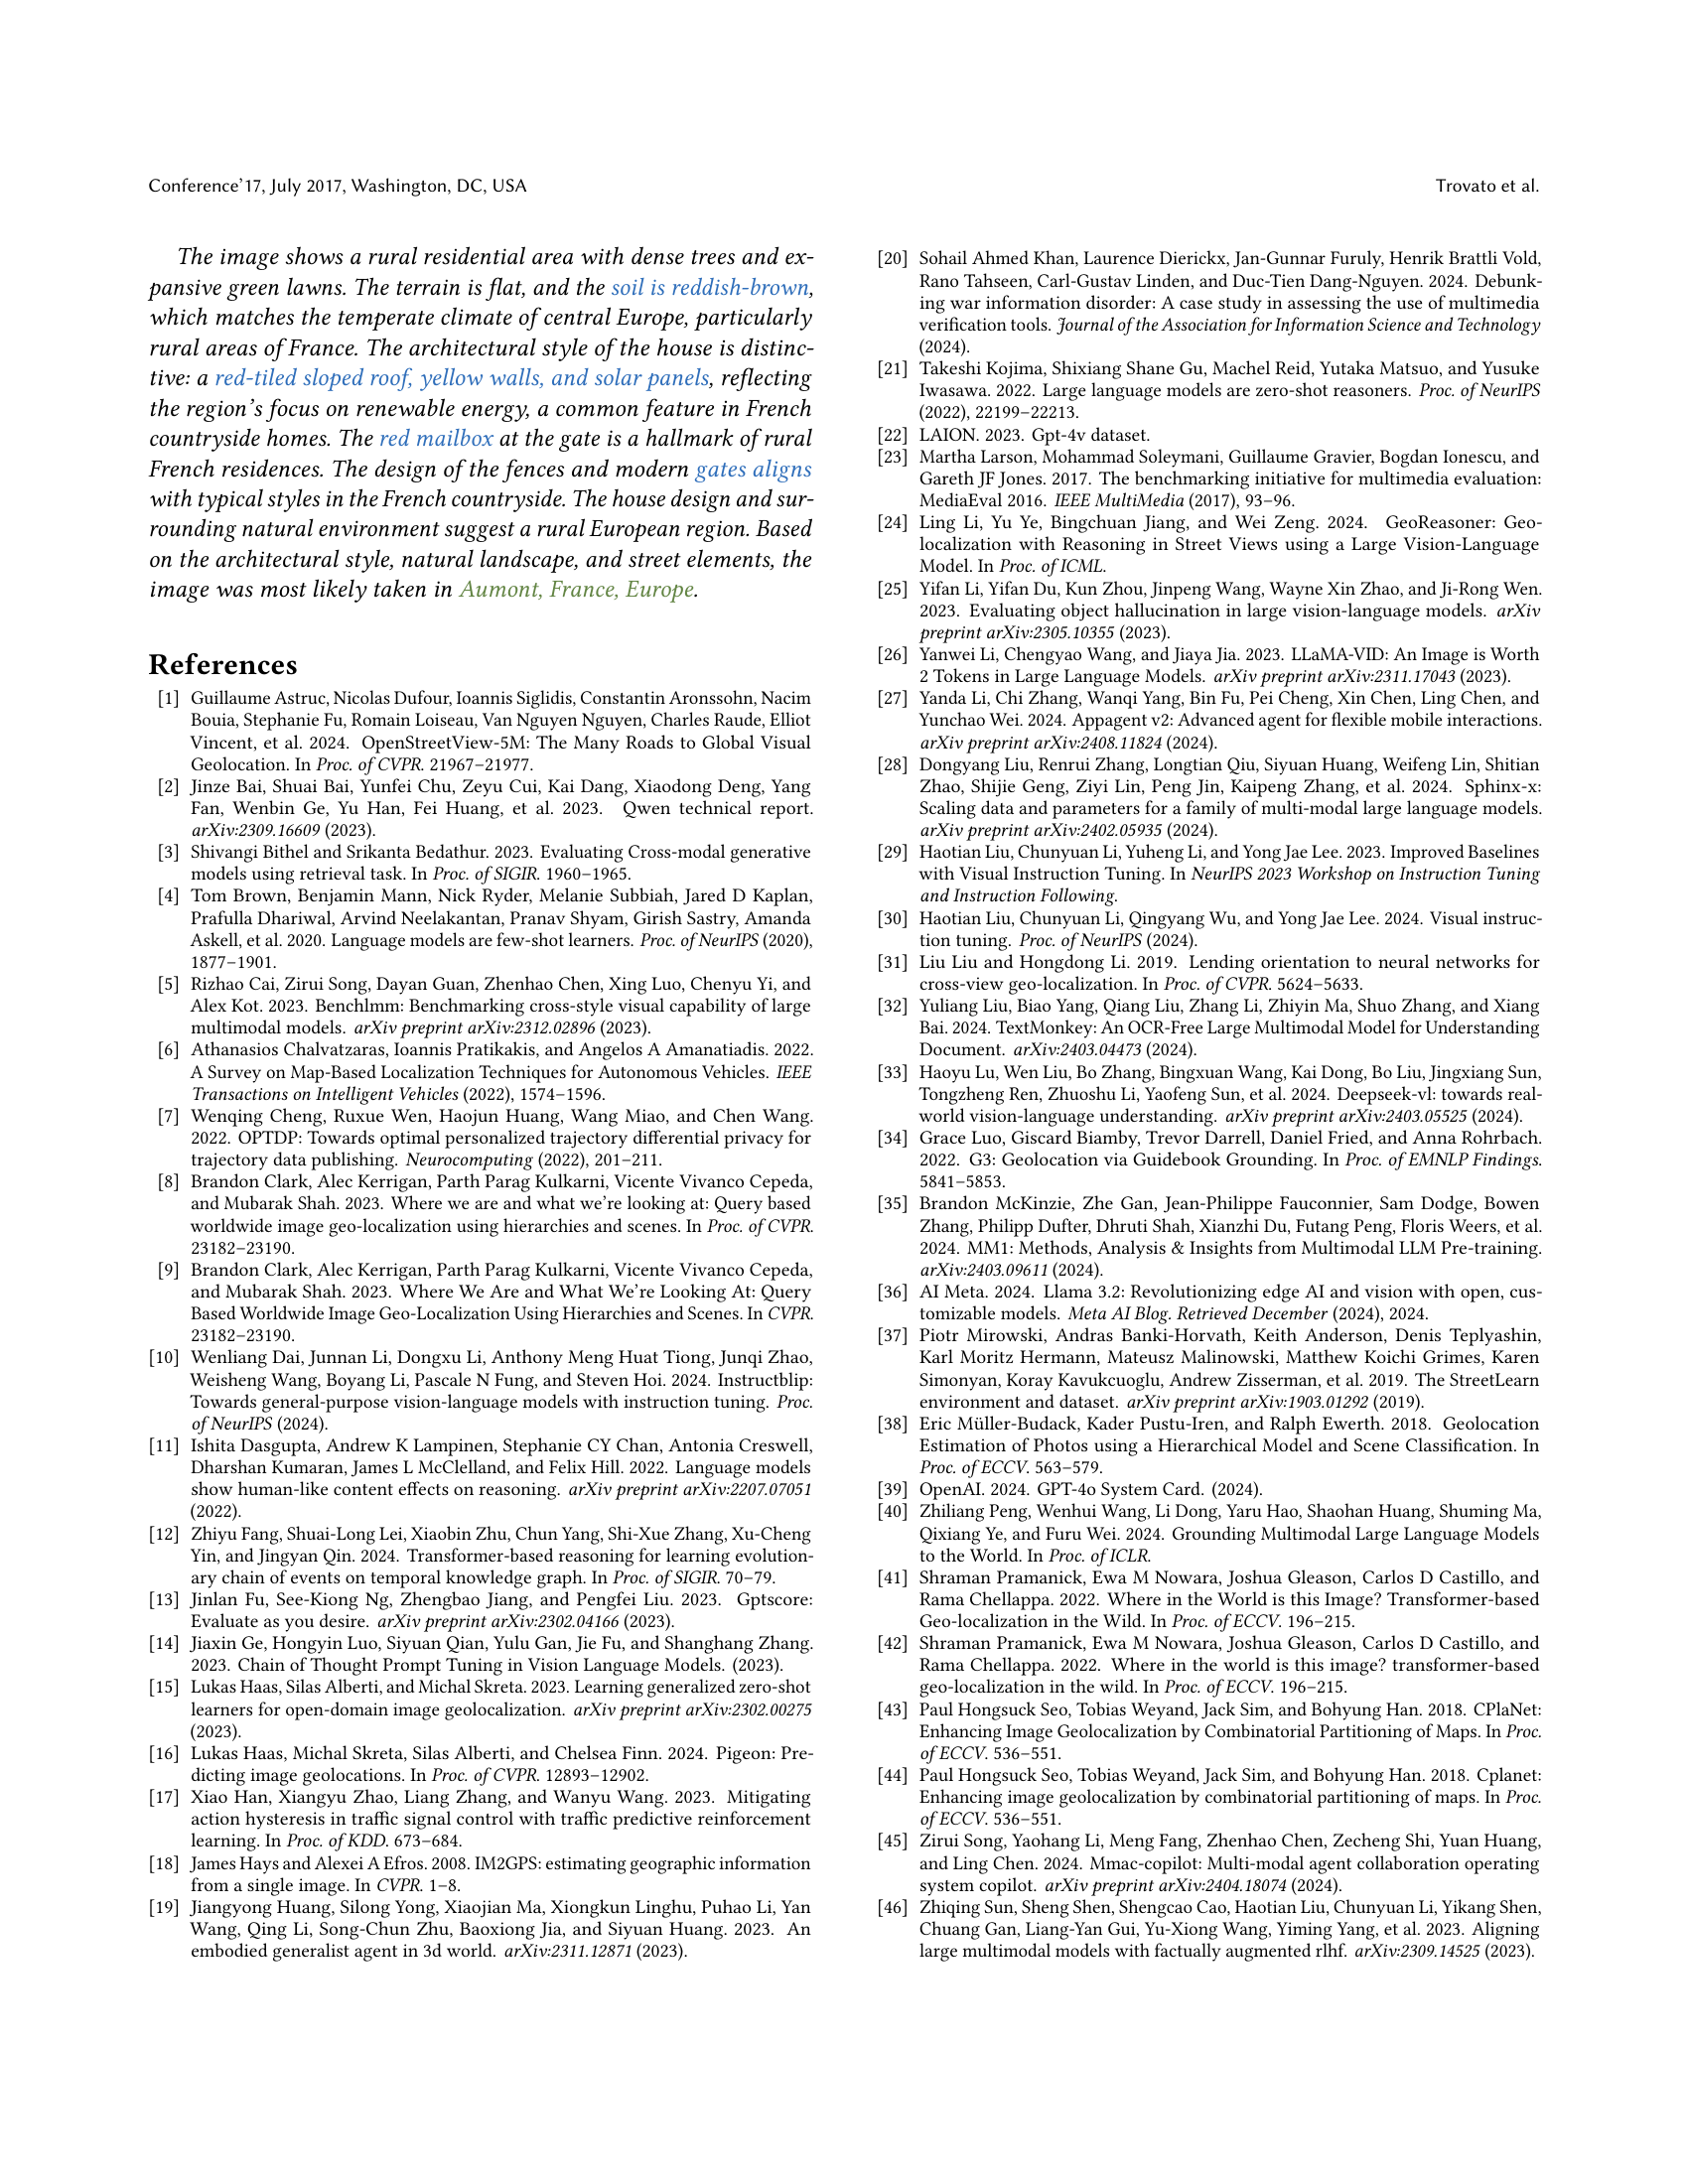 Conference'17, July 2017, Washington, DC, USA
Trovato et al.
The image shows a rural residential area with dense trees and ex-
pansive green lawns. The terrain is flat, and the soil is reddish-brown,
which matches the temperate climate of central Europe, particularly
rural areas of France. The architectural style of the house is distinc-
tive: a red-tiled sloped roof, yellow walls, and solar panels, reflecting
the region's focus on renewable energy, a common feature in French
countryside homes. The red mailbox at the gate is a hallmark of rural
French residences. The design of the fences and modern gates aligns
with typical styles in the French countryside. The house design and sur-
rounding natural environment suggest a rural European region. Based
on the architectural style, natural landscape, and street elements, the
image was most likely taken in Aumont, France, Europe.
References
[1] Guillaume Astruc, Nicolas Dufour, Ioannis Siglidis, Constantin Aronssohn, Nacim
Bouia, Stephanie Fu, Romain Loiseau, Van Nguyen Nguyen, Charles Raude, Elliot
Vincent, et al. 2024. OpenStreetView-5M: The Many Roads to Global Visual
Geolocation. In Proc. of CVPR. 21967–21977.
[2] Jinze Bai, Shuai Bai, Yunfei Chu, Zeyu Cui, Kai Dang, Xiaodong Deng, Yang
Fan, Wenbin Ge, Yu Han, Fei Huang, et al. 2023. Qwen technical report.
arXiv:2309.16609 (2023).
[3] Shivangi Bithel and Srikanta Bedathur. 2023. Evaluating Cross-modal generative
models using retrieval task. In Proc. of SIGIR. 1960–1965.
[4] Tom Brown, Benjamin Mann, Nick Ryder, Melanie Subbiah, Jared D Kaplan,
Prafulla Dhariwal, Arvind Neelakantan, Pranav Shyam, Girish Sastry, Amanda
Askell, et al. 2020. Language models are few-shot learners. Proc. of NeurIPS (2020),
1877–1901.
[5] Rizhao Cai, Zirui Song, Dayan Guan, Zhenhao Chen, Xing Luo, Chenyu Yi, and
Alex Kot. 2023. Benchlmm: Benchmarking cross-style visual capability of large
multimodal models. arXiv preprint arXiv:2312.02896 (2023).
[6] Athanasios Chalvatzaras, Ioannis Pratikakis, and Angelos A Amanatiadis. 2022.
A Survey on Map-Based Localization Techniques for Autonomous Vehicles. IEEE
Transactions on Intelligent Vehicles (2022), 1574–1596.
[7] Wenqing Cheng, Ruxue Wen, Haojun Huang, Wang Miao, and Chen Wang.
2022. OPTDP: Towards optimal personalized trajectory differential privacy for
trajectory data publishing. Neurocomputing (2022), 201–211.
[8] Brandon Clark, Alec Kerrigan, Parth Parag Kulkarni, Vicente Vivanco Cepeda,
and Mubarak Shah. 2023. Where we are and what we're looking at: Query based
worldwide image geo-localization using hierarchies and scenes. In Proc. of CVPR.
23182–23190.
[9] Brandon Clark, Alec Kerrigan, Parth Parag Kulkarni, Vicente Vivanco Cepeda,
and Mubarak Shah. 2023. Where We Are and What We're Looking At: Query
Based Worldwide Image Geo-Localization Using Hierarchies and Scenes. In CVPR.
23182–23190.
[10] Wenliang Dai, Junnan Li, Dongxu Li, Anthony Meng Huat Tiong, Junqi Zhao,
Weisheng Wang, Boyang Li, Pascale N Fung, and Steven Hoi. 2024. Instructblip:
Towards general-purpose vision-language models with instruction tuning. Proc.
of NeurIPS (2024).
[11] Ishita Dasgupta, Andrew K Lampinen, Stephanie CY Chan, Antonia Creswell,
Dharshan Kumaran, James L McClelland, and Felix Hill. 2022. Language models
show human-like content effects on reasoning. arXiv preprint arXiv:2207.07051
(2022).
[12] Zhiyu Fang, Shuai-Long Lei, Xiaobin Zhu, Chun Yang, Shi-Xue Zhang, Xu-Cheng
Yin, and Jingyan Qin. 2024. Transformer-based reasoning for learning evolution-
ary chain of events on temporal knowledge graph. In Proc. of SIGIR. 70–79.
[13] Jinlan Fu, See-Kiong Ng, Zhengbao Jiang, and Pengfei Liu. 2023. Gptscore:
Evaluate as you desire. arXiv preprint arXiv:2302.04166 (2023).
[14] Jiaxin Ge, Hongyin Luo, Siyuan Qian, Yulu Gan, Jie Fu, and Shanghang Zhang.
2023. Chain of Thought Prompt Tuning in Vision Language Models. (2023).
[15] Lukas Haas, Silas Alberti, and Michal Skreta. 2023. Learning generalized zero-shot
learners for open-domain image geolocalization. arXiv preprint arXiv:2302.00275
(2023).
[16] Lukas Haas, Michal Skreta, Silas Alberti, and Chelsea Finn. 2024. Pigeon: Pre-
dicting image geolocations. In Proc. of CVPR. 12893–12902.
[17] Xiao Han, Xiangyu Zhao, Liang Zhang, and Wanyu Wang. 2023. Mitigating
action hysteresis in traffic signal control with traffic predictive reinforcement
learning. In Proc. of KDD. 673–684.
[18] James Hays and Alexei A Efros. 2008. IM2GPS: estimating geographic information
from a single image. In CVPR. 1–8.
[19] Jiangyong Huang, Silong Yong, Xiaojian Ma, Xiongkun Linghu, Puhao Li, Yan
Wang, Qing Li, Song-Chun Zhu, Baoxiong Jia, and Siyuan Huang. 2023. An
embodied generalist agent in 3d world. arXiv:2311.12871 (2023).
[20] Sohail Ahmed Khan, Laurence Dierickx, Jan-Gunnar Furuly, Henrik Brattli Vold,
Rano Tahseen, Carl-Gustav Linden, and Duc-Tien Dang-Nguyen. 2024. Debunk-
ing war information disorder: A case study in assessing the use of multimedia
verification tools. Journal of the Association for Information Science and Technology
(2024).
[21] Takeshi Kojima, Shixiang Shane Gu, Machel Reid, Yutaka Matsuo, and Yusuke
Iwasawa. 2022. Large language models are zero-shot reasoners. Proc. of NeurIPS
(2022), 22199–22213.
[22] LAION. 2023. Gpt-4v dataset.
[23] Martha Larson, Mohammad Soleymani, Guillaume Gravier, Bogdan Ionescu, and
Gareth JF Jones. 2017. The benchmarking initiative for multimedia evaluation:
MediaEval 2016. IEEE MultiMedia (2017), 93–96.
[24] Ling Li, Yu Ye, Bingchuan Jiang, and Wei Zeng. 2024. GeoReasoner: Geo-
localization with Reasoning in Street Views using a Large Vision-Language
Model. In Proc. of ICML.
[25] Yifan Li, Yifan Du, Kun Zhou, Jinpeng Wang, Wayne Xin Zhao, and Ji-Rong Wen.
2023. Evaluating object hallucination in large vision-language models. arXiv
preprint arXiv:2305.10355 (2023).
[26] Yanwei Li, Chengyao Wang, and Jiaya Jia. 2023. LLaMA-VID: An Image is Worth
2 Tokens in Large Language Models. arXiv preprint arXiv:2311.17043 (2023).
[27] Yanda Li, Chi Zhang, Wanqi Yang, Bin Fu, Pei Cheng, Xin Chen, Ling Chen, and
Yunchao Wei. 2024. Appagent v2: Advanced agent for flexible mobile interactions.
arXiv preprint arXiv:2408.11824 (2024).
[28] Dongyang Liu, Renrui Zhang, Longtian Qiu, Siyuan Huang, Weifeng Lin, Shitian
Zhao, Shijie Geng, Ziyi Lin, Peng Jin, Kaipeng Zhang, et al. 2024. Sphinx-x:
Scaling data and parameters for a family of multi-modal large language models.
arXiv preprint arXiv:2402.05935 (2024).
[29] Haotian Liu, Chunyuan Li, Yuheng Li, and Yong Jae Lee. 2023. Improved Baselines
with Visual Instruction Tuning. In NeurIPS 2023 Workshop on Instruction Tuning
and Instruction Following.
[30] Haotian Liu, Chunyuan Li, Qingyang Wu, and Yong Jae Lee. 2024. Visual instruc-
tion tuning. Proc. of NeurIPS (2024).
[31] Liu Liu and Hongdong Li. 2019. Lending orientation to neural networks for
cross-view geo-localization. In Proc. of CVPR. 5624–5633.
[32] Yuliang Liu, Biao Yang, Qiang Liu, Zhang Li, Zhiyin Ma, Shuo Zhang, and Xiang
Bai. 2024. TextMonkey: An OCR-Free Large Multimodal Model for Understanding
Document. arXiv:2403.04473 (2024).
[33] Haoyu Lu, Wen Liu, Bo Zhang, Bingxuan Wang, Kai Dong, Bo Liu, Jingxiang Sun,
Tongzheng Ren, Zhuoshu Li, Yaofeng Sun, et al. 2024. Deepseek-vl: towards real-
world vision-language understanding. arXiv preprint arXiv:2403.05525 (2024).
[34] Grace Luo, Giscard Biamby, Trevor Darrell, Daniel Fried, and Anna Rohrbach.
2022. G3: Geolocation via Guidebook Grounding. In Proc. of EMNLP Findings.
5841–5853.
[35] Brandon McKinzie, Zhe Gan, Jean-Philippe Fauconnier, Sam Dodge, Bowen
Zhang, Philipp Dufter, Dhruti Shah, Xianzhi Du, Futang Peng, Floris Weers, et al.
2024. MM1: Methods, Analysis & Insights from Multimodal LLM Pre-training.
arXiv:2403.09611 (2024).
[36] AI Meta. 2024. Llama 3.2: Revolutionizing edge AI and vision with open, cus-
tomizable models. Meta AI Blog. Retrieved December (2024), 2024.
[37] Piotr Mirowski, Andras Banki-Horvath, Keith Anderson, Denis Teplyashin,
Karl Moritz Hermann, Mateusz Malinowski, Matthew Koichi Grimes, Karen
Simonyan, Koray Kavukcuoglu, Andrew Zisserman, et al. 2019. The StreetLearn
environment and dataset. arXiv preprint arXiv:1903.01292 (2019).
[38] Eric Müller-Budack, Kader Pustu-Iren, and Ralph Ewerth. 2018. Geolocation
Estimation of Photos using a Hierarchical Model and Scene Classification. In
Proc. of ECCV. 563–579.
[39] OpenAI. 2024. GPT-4o System Card. (2024).
[40] Zhiliang Peng, Wenhui Wang, Li Dong, Yaru Hao, Shaohan Huang, Shuming Ma,
Qixiang Ye, and Furu Wei. 2024. Grounding Multimodal Large Language Models
to the World. In Proc. of ICLR.
[41] Shraman Pramanick, Ewa M Nowara, Joshua Gleason, Carlos D Castillo, and
Rama Chellappa. 2022. Where in the World is this Image? Transformer-based
Geo-localization in the Wild. In Proc. of ECCV. 196–215.
[42] Shraman Pramanick, Ewa M Nowara, Joshua Gleason, Carlos D Castillo, and
Rama Chellappa. 2022. Where in the world is this image? transformer-based
geo-localization in the wild. In Proc. of ECCV. 196–215.
[43] Paul Hongsuck Seo, Tobias Weyand, Jack Sim, and Bohyung Han. 2018. CPlaNet:
Enhancing Image Geolocalization by Combinatorial Partitioning of Maps. In Proc.
of ECCV. 536–551.
[44] Paul Hongsuck Seo, Tobias Weyand, Jack Sim, and Bohyung Han. 2018. Cplanet:
Enhancing image geolocalization by combinatorial partitioning of maps. In Proc.
of ECCV. 536–551.
[45] Zirui Song, Yaohang Li, Meng Fang, Zhenhao Chen, Zecheng Shi, Yuan Huang,
and Ling Chen. 2024. Mmac-copilot: Multi-modal agent collaboration operating
system copilot. arXiv preprint arXiv:2404.18074 (2024).
[46] Zhiqing Sun, Sheng Shen, Shengcao Cao, Haotian Liu, Chunyuan Li, Yikang Shen,
Chuang Gan, Liang-Yan Gui, Yu-Xiong Wang, Yiming Yang, et al. 2023. Aligning
large multimodal models with factually augmented rlhf. arXiv:2309.14525 (2023).